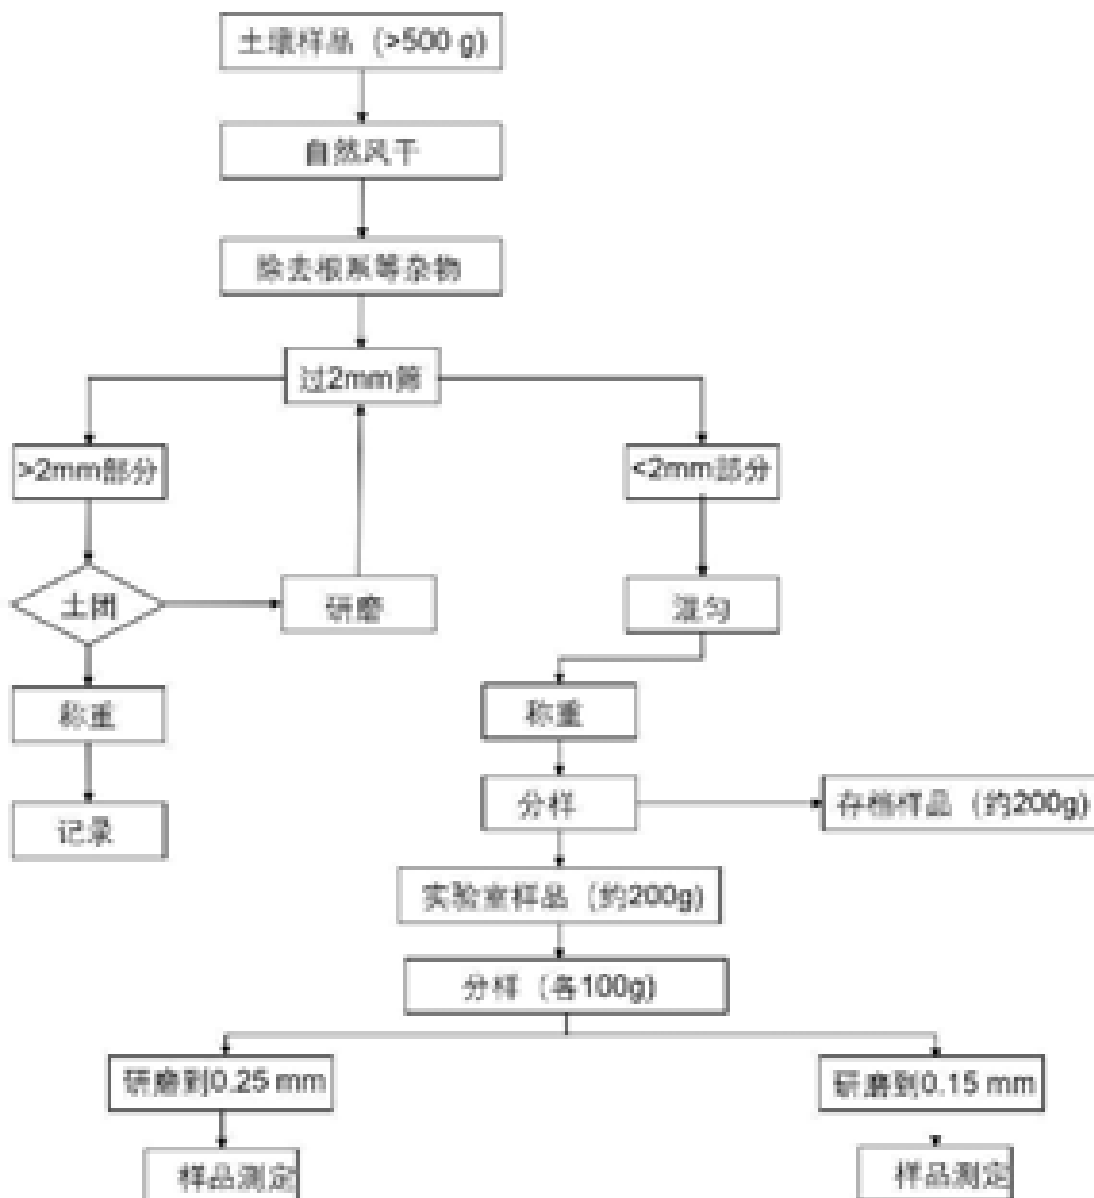 土壤样品 (>500 g)
自然风干
除去根系等杂物
过2mm筛
>2mm部分
<2mm部分
土团
研磨
混匀
称重
称重
分样
存档样品 (约200g)
记录
实验室样品 (约200g)
分样 (各100g)
研磨到0.25 mm
研磨到0.15 mm
样品测定
样品测定